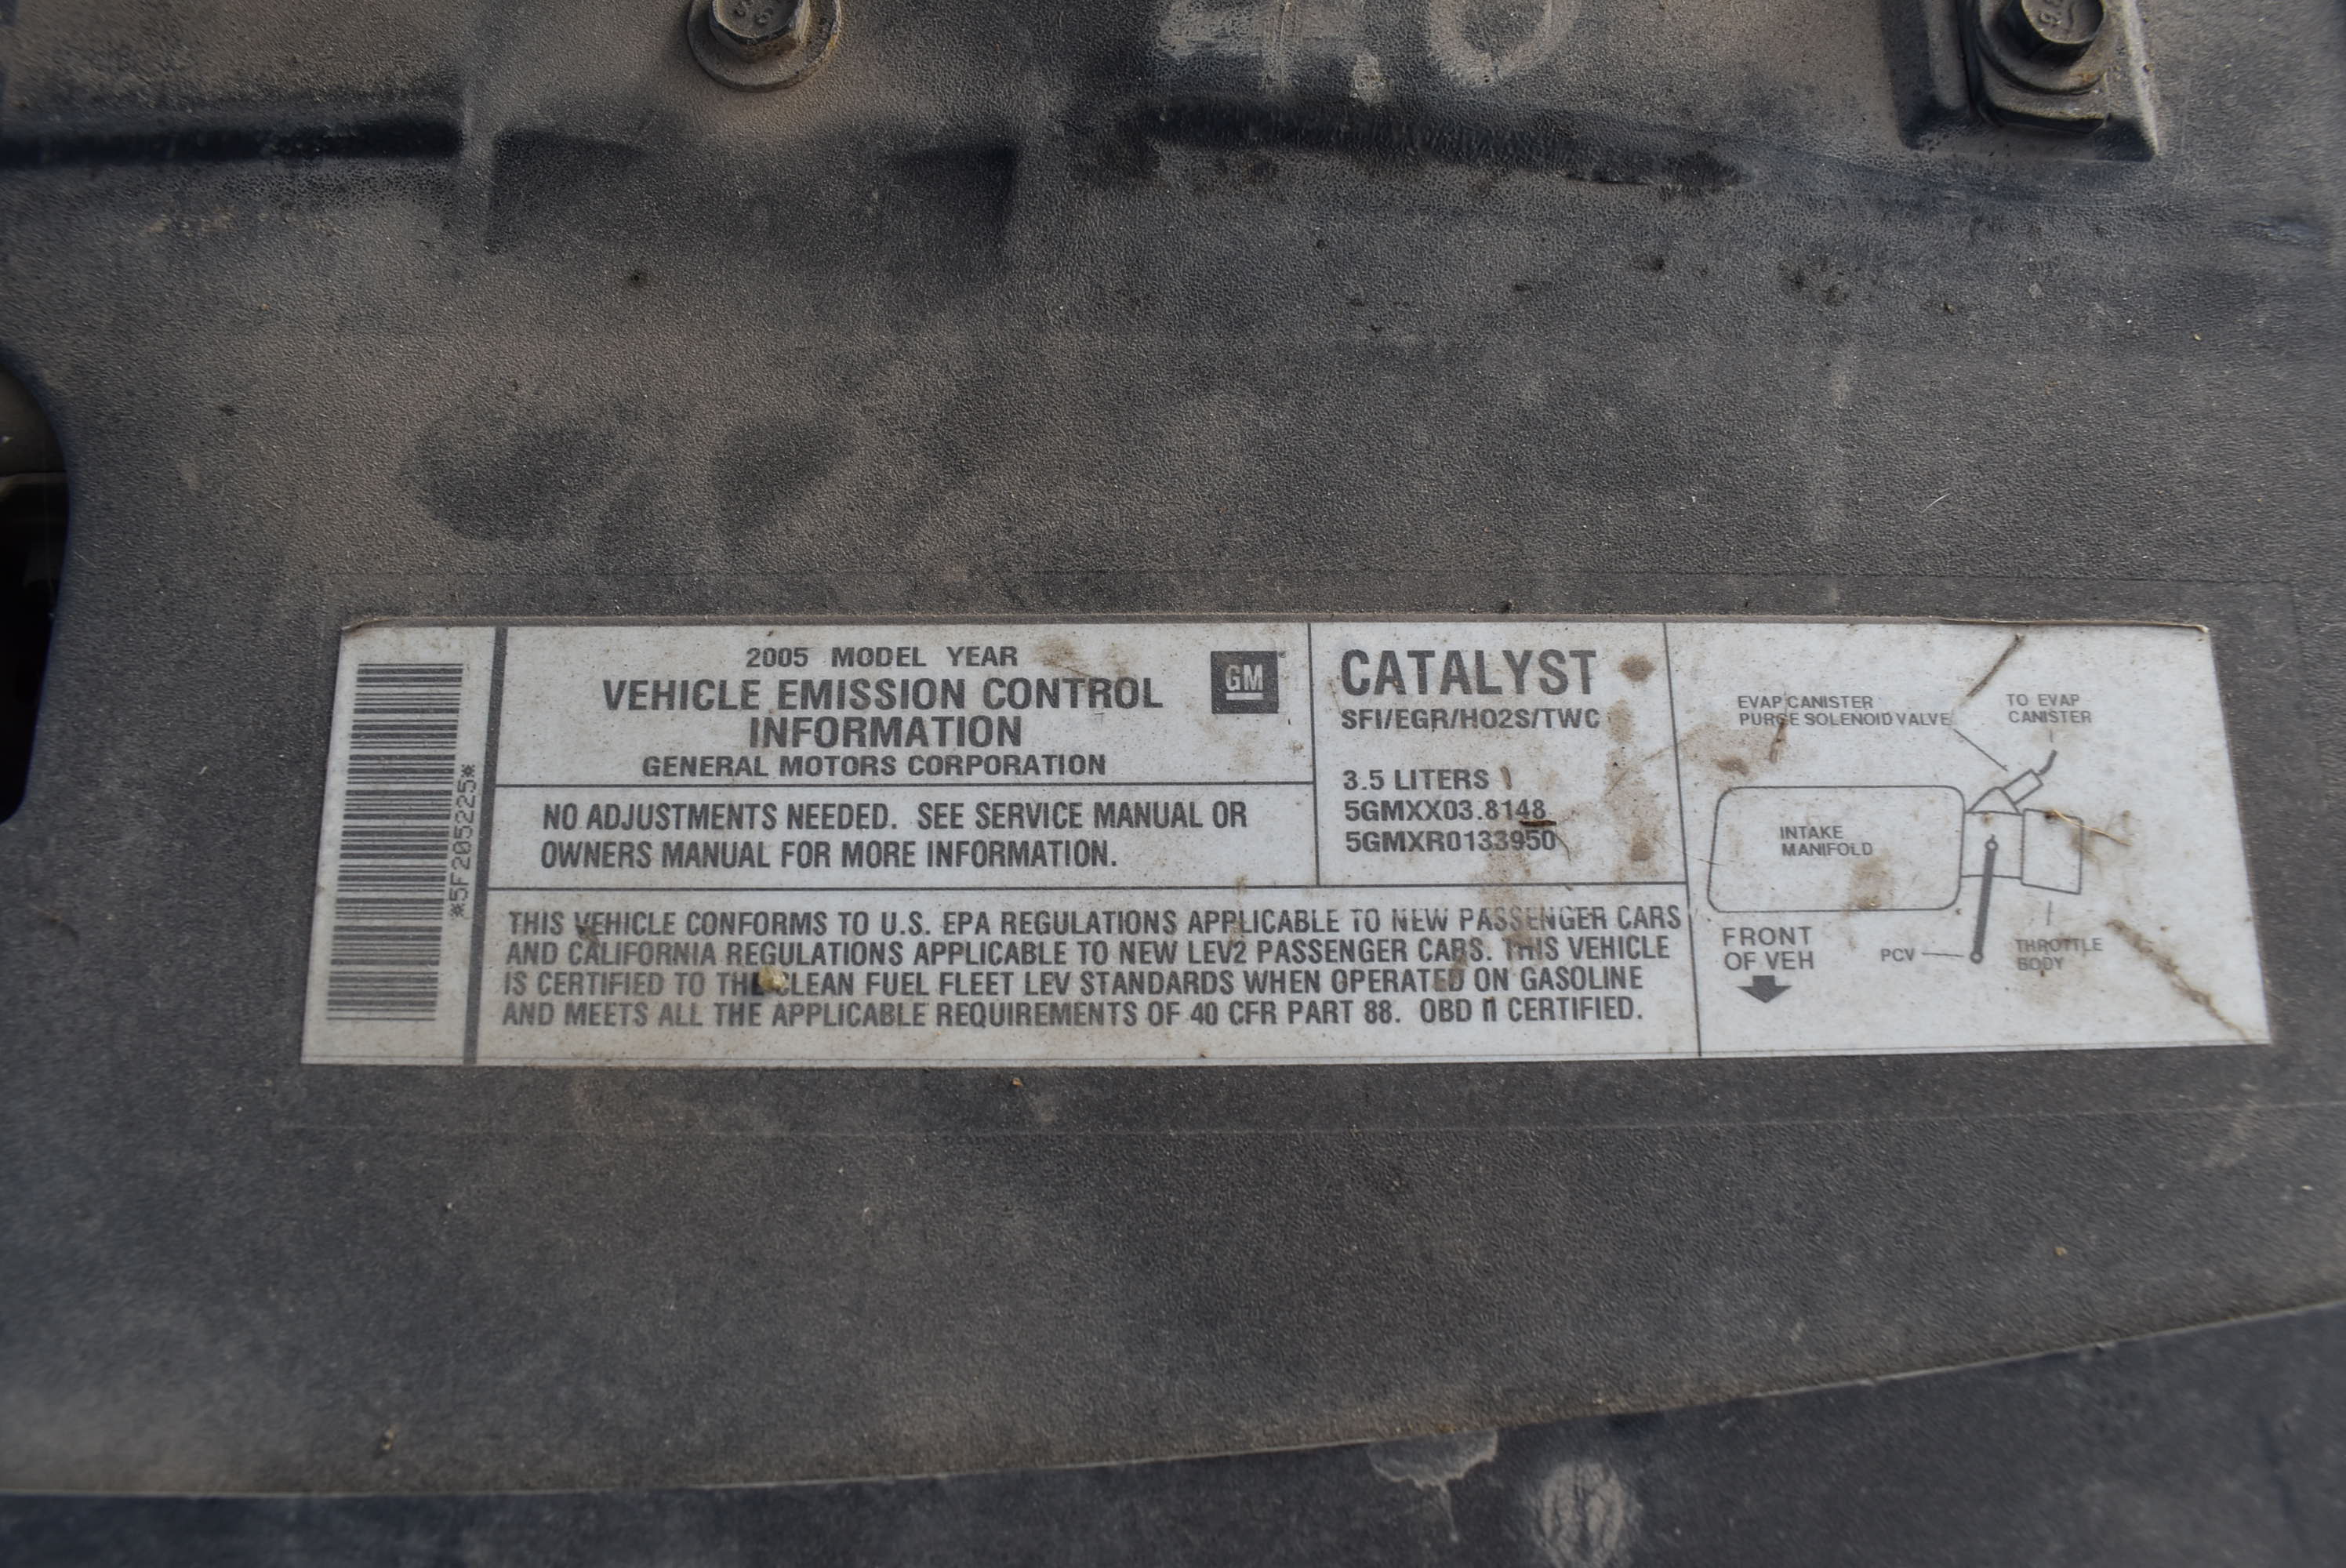 4.0
*5F205225*
2005 MODEL YEAR
VEHICLE EMISSION CONTROL
INFORMATION
GENERAL MOTORS CORPORATION
GM
NO ADJUSTMENTS NEEDED. SEE SERVICE MANUAL OR
OWNERS MANUAL FOR MORE INFORMATION.
CATALYST
SFI/EGR/HO2S/TWC
3.5 LITERS
5GMXX03.8148
5GMXR0133950
THIS VEHICLE CONFORMS TO U.S. EPA REGULATIONS APPLICABLE TO NEW PASSENGER CARS
AND CALIFORNIA REGULATIONS APPLICABLE TO NEW LEV2 PASSENGER CARS. THIS VEHICLE
IS CERTIFIED TO THE CLEAN FUEL FLEET LEV STANDARDS WHEN OPERATED ON GASOLINE
AND MEETS ALL THE APPLICABLE REQUIREMENTS OF 40 CFR PART 88. OBD II CERTIFIED.
EVAP CANISTER
PURGE SOLENOID VALVE
TO EVAP
CANISTER
INTAKE
MANIFOLD
FRONT
OF VEH
PCV
THROTTLE
BODY